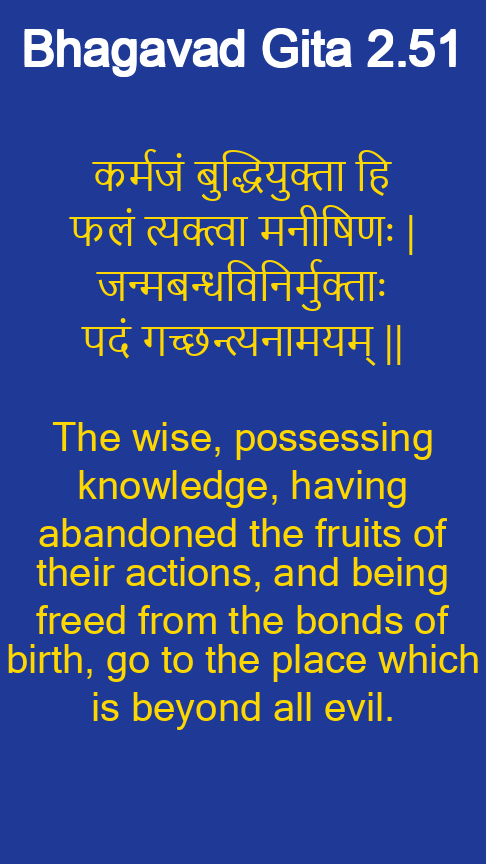 Bhagavad Gita 2.51
कर्मजं बुद्धियुक्ता हि
फलं त्यक्त्वा मनीषिणः |
जन्मबन्धविनिर्मुक्ताः
पदं गच्छन्त्यनामयम् ||
The wise, possessing
knowledge, having
abandoned the fruits of
their actions, and being
freed from the bonds of
birth, go to the place which
is beyond all evil.